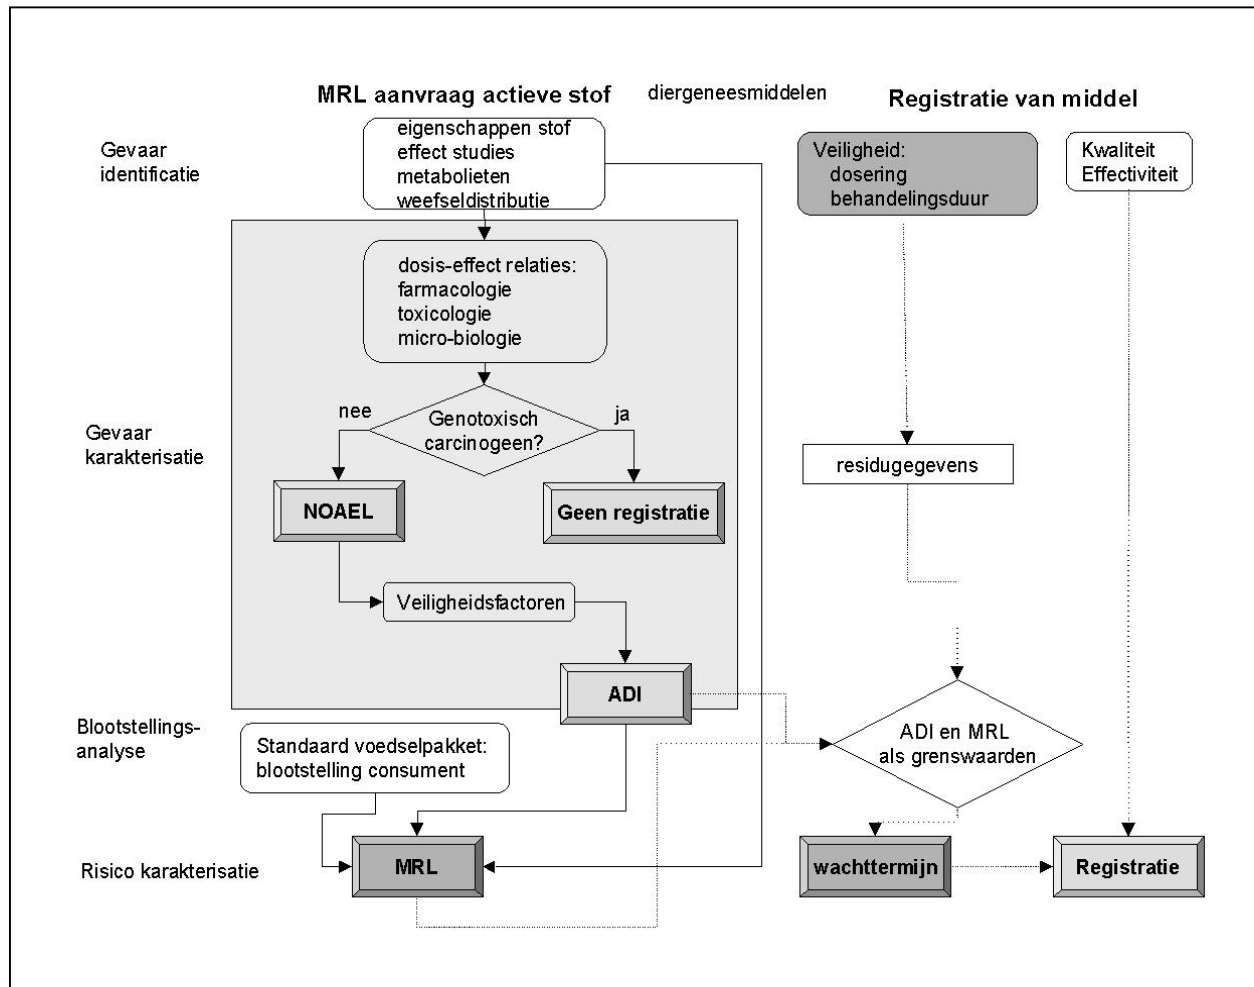 MRL aanvraag actieve stof
diergeneesmiddelen
Registratie van middel
Gevaar
identificatie
eigenschappen stof
effect studies
metabolieten
weefseldistributie
Veiligheid:
dosering
behandelingsduur
Kwaliteit
Effectiviteit
dosis-effect relaties:
farmacologie
toxicologie
micro-biologie
Gevaar
karakterisatie
nee
Genotoxisch
carcinogeen?
ja
residugegevens
NOAEL
Geen registratie
Veiligheidsfactoren
ADI
Blootstellings-
analyse
Standaard voedselpakket:
blootstelling consument
ADI en MRL
als grenswaarden
Risico karakterisatie
MRL
wachttermijn
Registratie